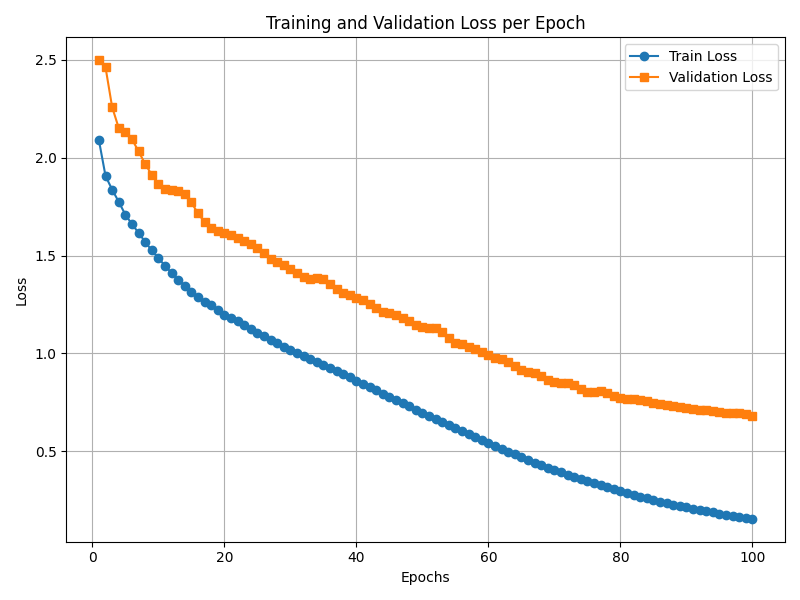 Training and Validation Loss per Epoch
Train Loss
Validation Loss
2.5
2.0
1.5
1.0
0.5
Loss
0 20 40 60 80 100
Epochs